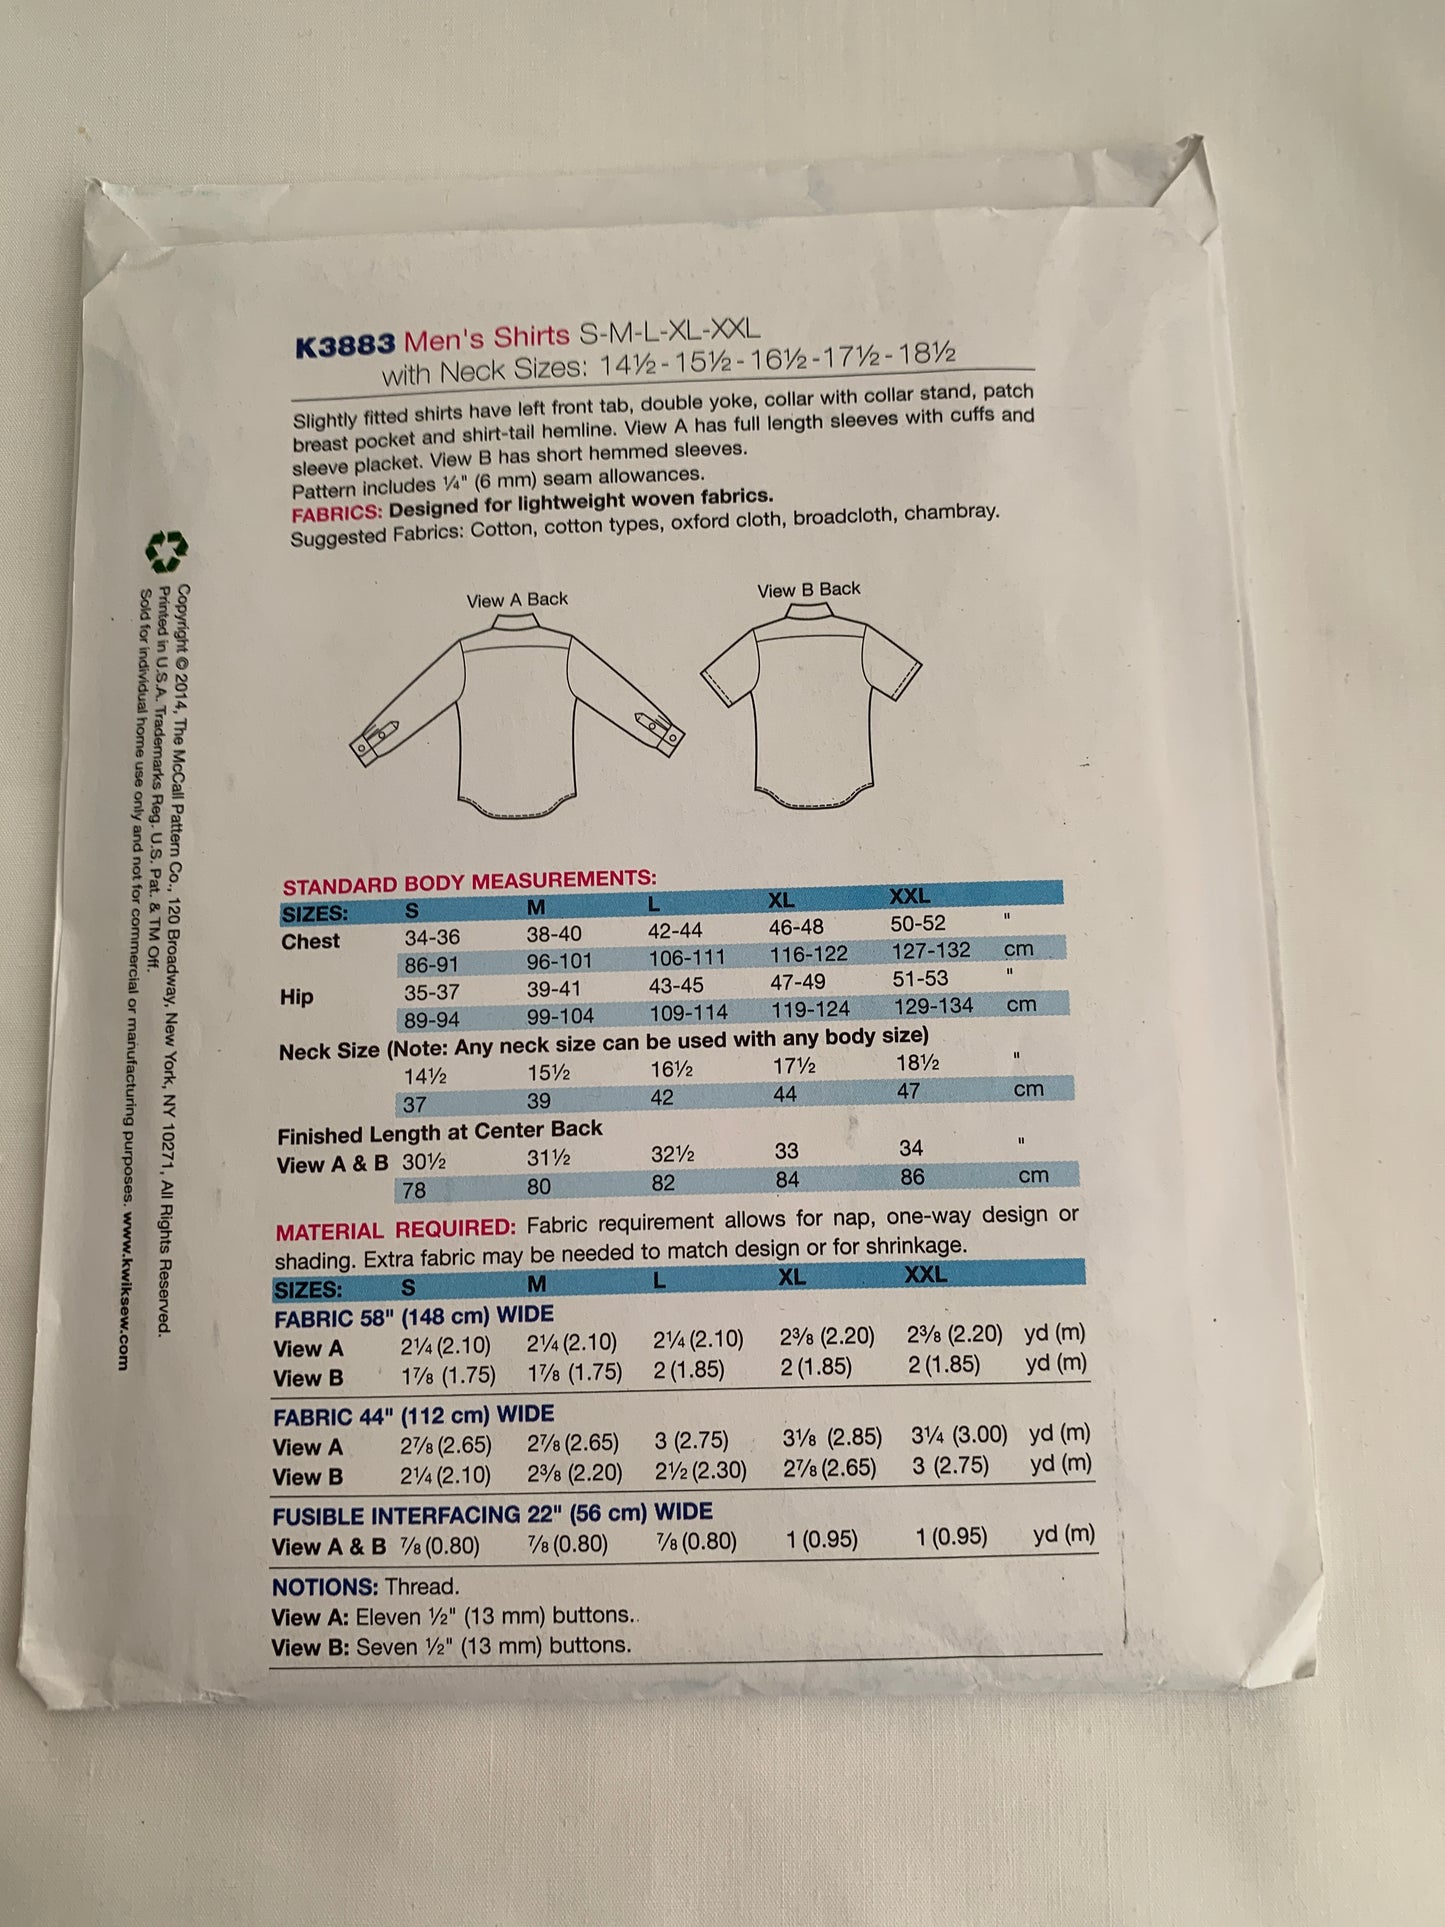 K3883 Men's Shirts S-M-L-XL-XXL
with Neck Sizes: 14½ - 15½ - 16½ - 17½ - 18½
Slightly fitted shirts have left front tab, double yoke, collar with collar stand, patch
breast pocket and shirt-tail hemline. View A has full length sleeves with cuffs and
sleeve placket. View B has short hemmed sleeves.
Pattern includes ¼" (6 mm) seam allowances.
FABRICS: Designed for lightweight woven fabrics.
Suggested Fabrics: Cotton, cotton types, oxford cloth, broadcloth, chambray.
View A Back
View B Back
STANDARD BODY MEASUREMENTS:
SIZES: S M L XL XXL
Chest 34-36 38-40 42-44 46-48 50-52 "
86-91 96-101 106-111 116-122 127-132 cm
Hip 35-37 39-41 43-45 47-49 51-53 "
89-94 99-104 109-114 119-124 129-134 cm
Neck Size (Note: Any neck size can be used with any body size)
14½ 15½ 16½ 17½ 18½ "
37 39 42 44 47 cm
Finished Length at Center Back
View A & B 30½ 31½ 32½ 33 34 "
78 80 82 84 86 cm
MATERIAL REQUIRED: Fabric requirement allows for nap, one-way design or
shading. Extra fabric may be needed to match design or for shrinkage.
SIZES: S M L XL XXL
FABRIC 58" (148 cm) WIDE
View A 2¼ (2.10) 2¼ (2.10) 2¼ (2.10) 2⅜ (2.20) 2⅜ (2.20) yd (m)
View B 1⅞ (1.75) 1⅞ (1.75) 2 (1.85) 2 (1.85) 2 (1.85) yd (m)
FABRIC 44" (112 cm) WIDE
View A 2⅞ (2.65) 2⅞ (2.65) 3 (2.75) 3⅛ (2.85) 3¼ (3.00) yd (m)
View B 2¼ (2.10) 2⅜ (2.20) 2½ (2.30) 2⅞ (2.65) 3 (2.75) yd (m)
FUSIBLE INTERFACING 22" (56 cm) WIDE
View A & B ⅞ (0.80) ⅞ (0.80) ⅞ (0.80) 1 (0.95) 1 (0.95) yd (m)
NOTIONS: Thread.
View A: Eleven ½" (13 mm) buttons.
View B: Seven ½" (13 mm) buttons.
Copyright © 2014, The McCall Pattern Co., 120 Broadway, New York, NY 10271, All Rights Reserved.
Printed in U.S.A. Trademarks Reg. U.S. Pat. & TM Off.
Sold for individual home use only and not for commercial or manufacturing purposes. www.kwiksew.com